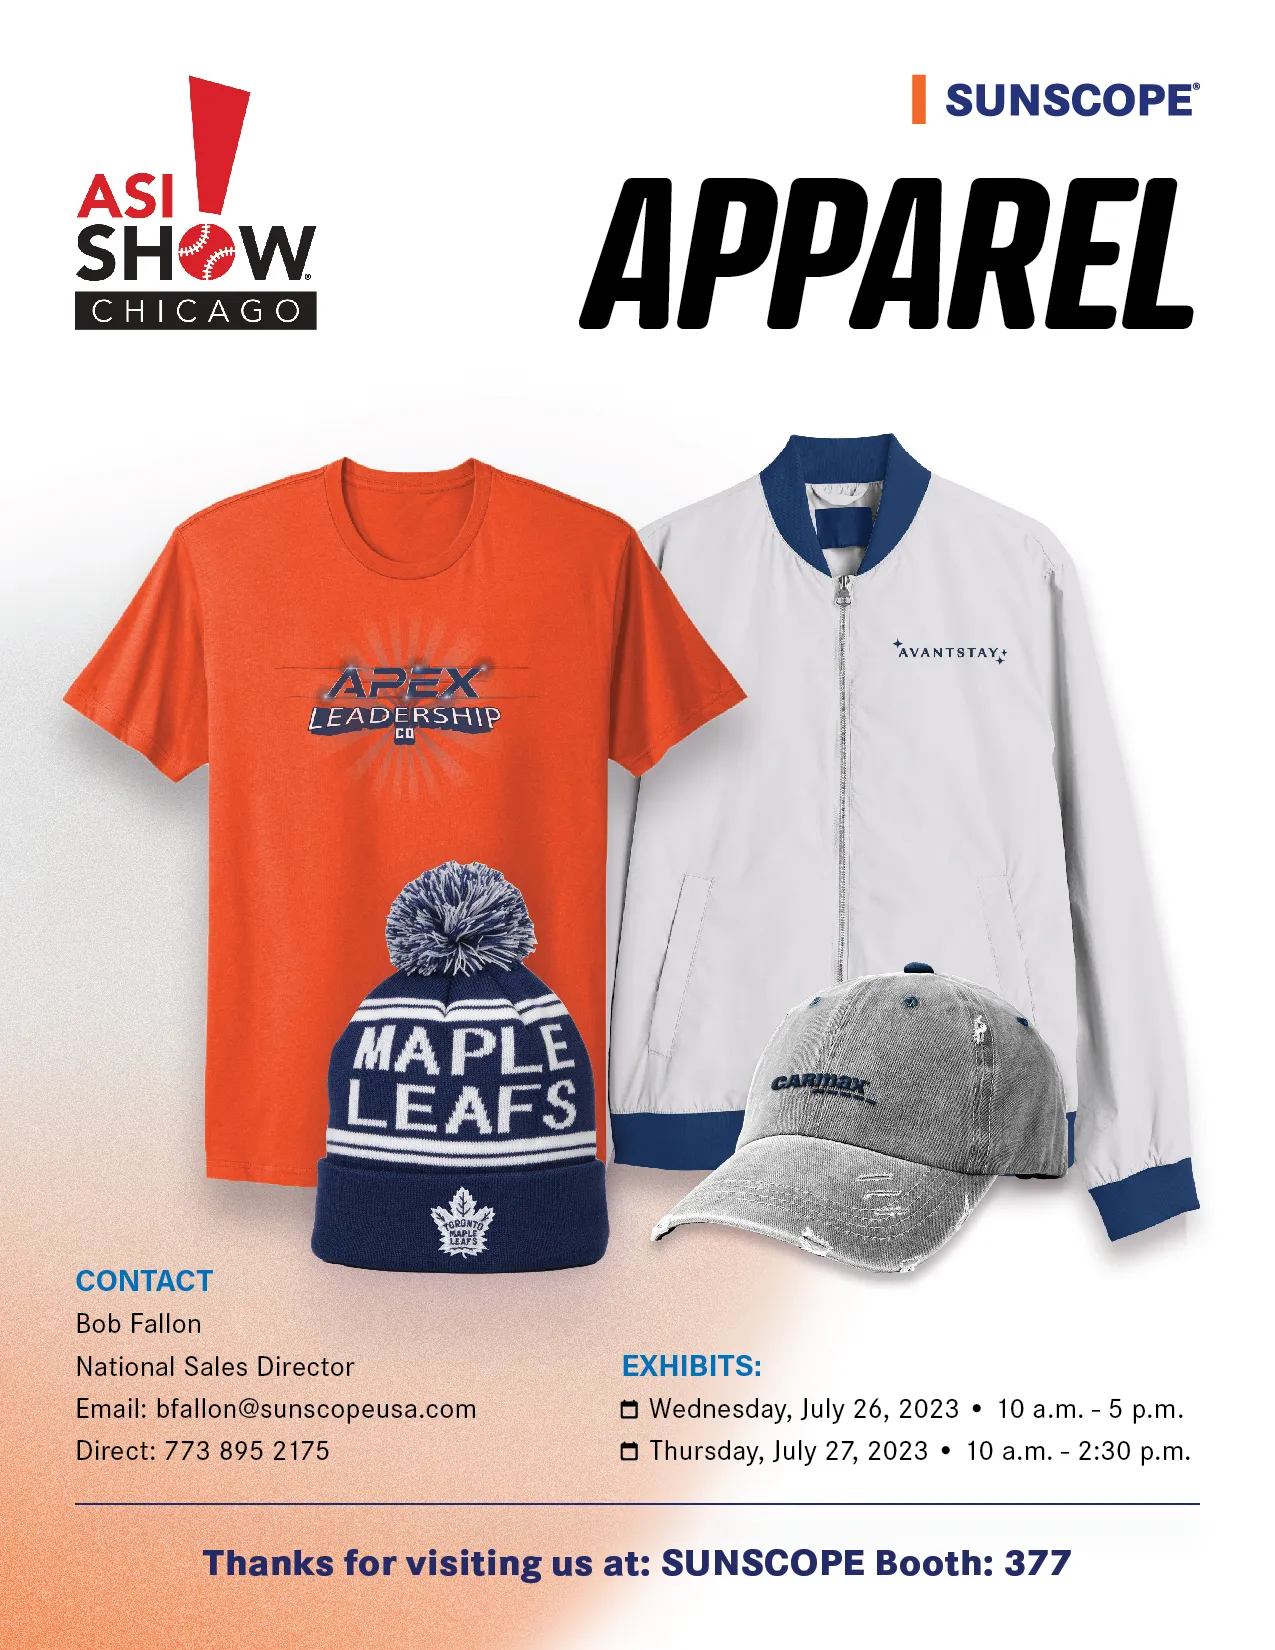 ASI
SHOW®
CHICAGO
SUNSCOPE®
APPAREL
APEX
LEADERSHIP
CO
AVANTSTAY
MAPLE
LEAFS
TORONTO
MAPLE
LEAFS
CARMAX
CONTACT
Bob Fallon
National Sales Director
Email: bfallon@sunscopeusa.com
Direct: 773 895 2175
EXHIBITS:
Wednesday, July 26, 2023 • 10 a.m. - 5 p.m.
Thursday, July 27, 2023 • 10 a.m. - 2:30 p.m.
Thanks for visiting us at: SUNSCOPE Booth: 377